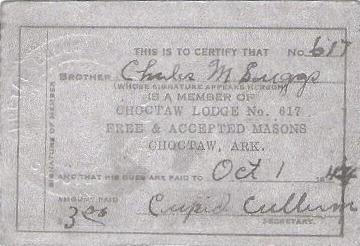 THIS IS TO CERTIFY THAT No. 617
BROTHER Charles M Suggs
(WHOSE SIGNATURE APPEARS HEREON)
IS A MEMBER OF
CHOCTAW LODGE No. 617
FREE & ACCEPTED MASONS
CHOCTAW, ARK.
AND THAT HIS DUES ARE PAID TO Oct 1 1944
AMOUNT PAID
3.00 Cupid Cullum
SECRETARY.
SIGNATURE OF MEMBER